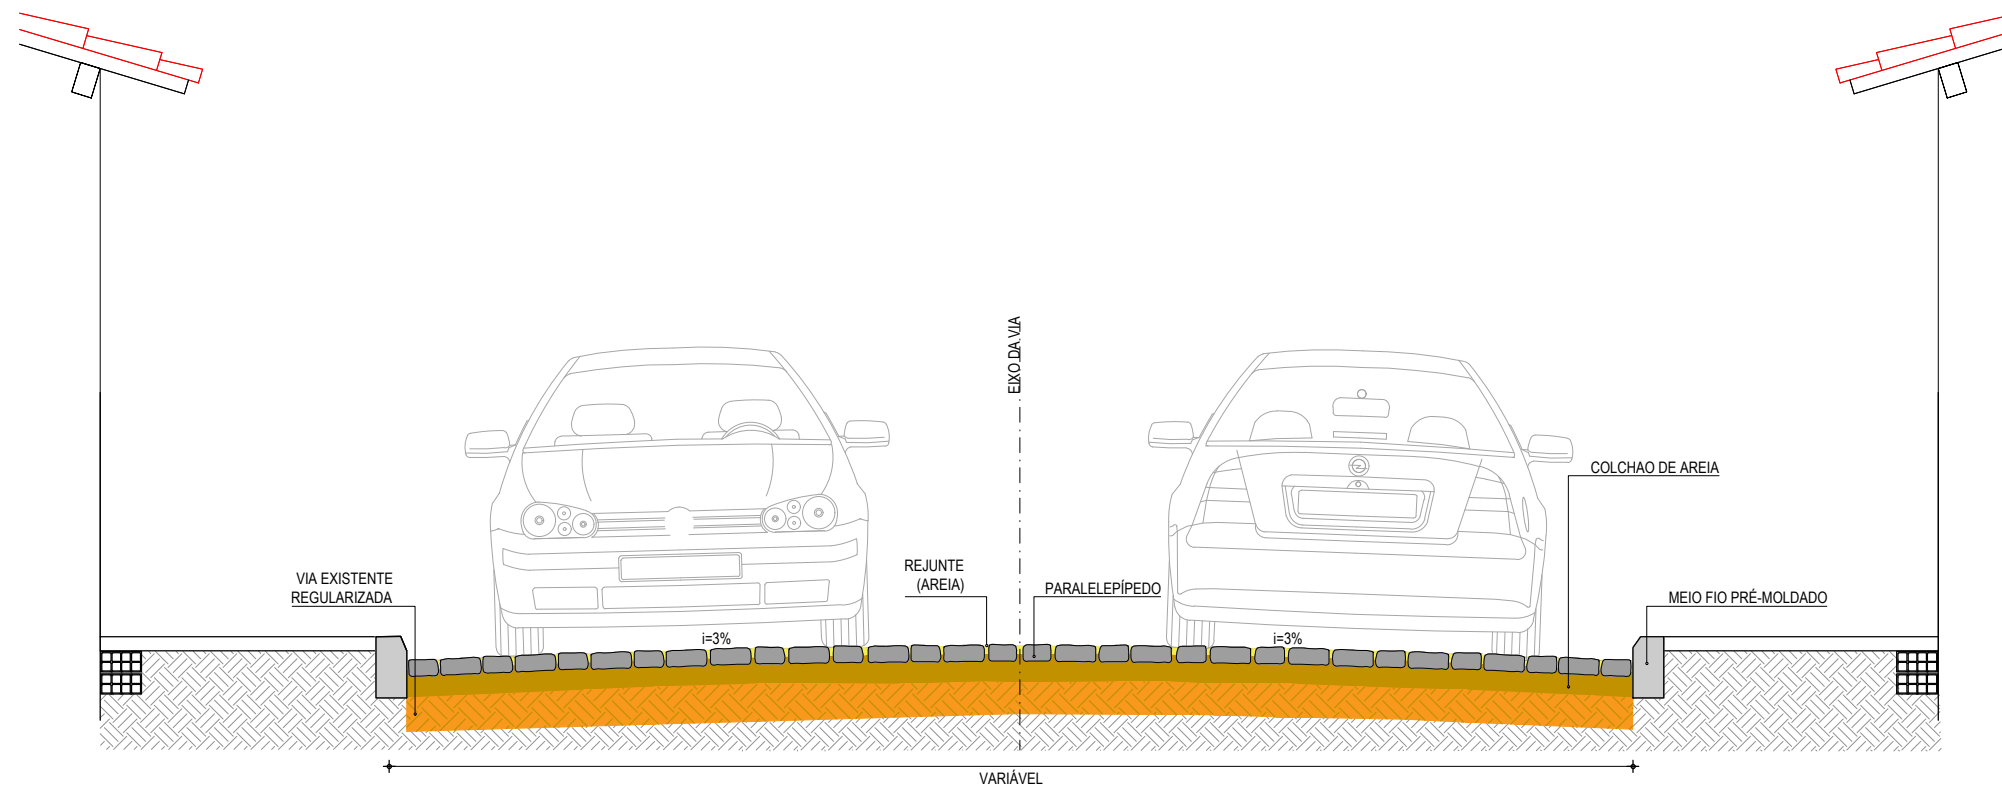 EIXO DA VIA
COLCHAO DE AREIA
REJUNTE
(AREIA)
VIA EXISTENTE
REGULARIZADA
PARALELEPÍPEDO
MEIO FIO PRÉ-MOLDADO
i=3%
i=3%
VARIÁVEL